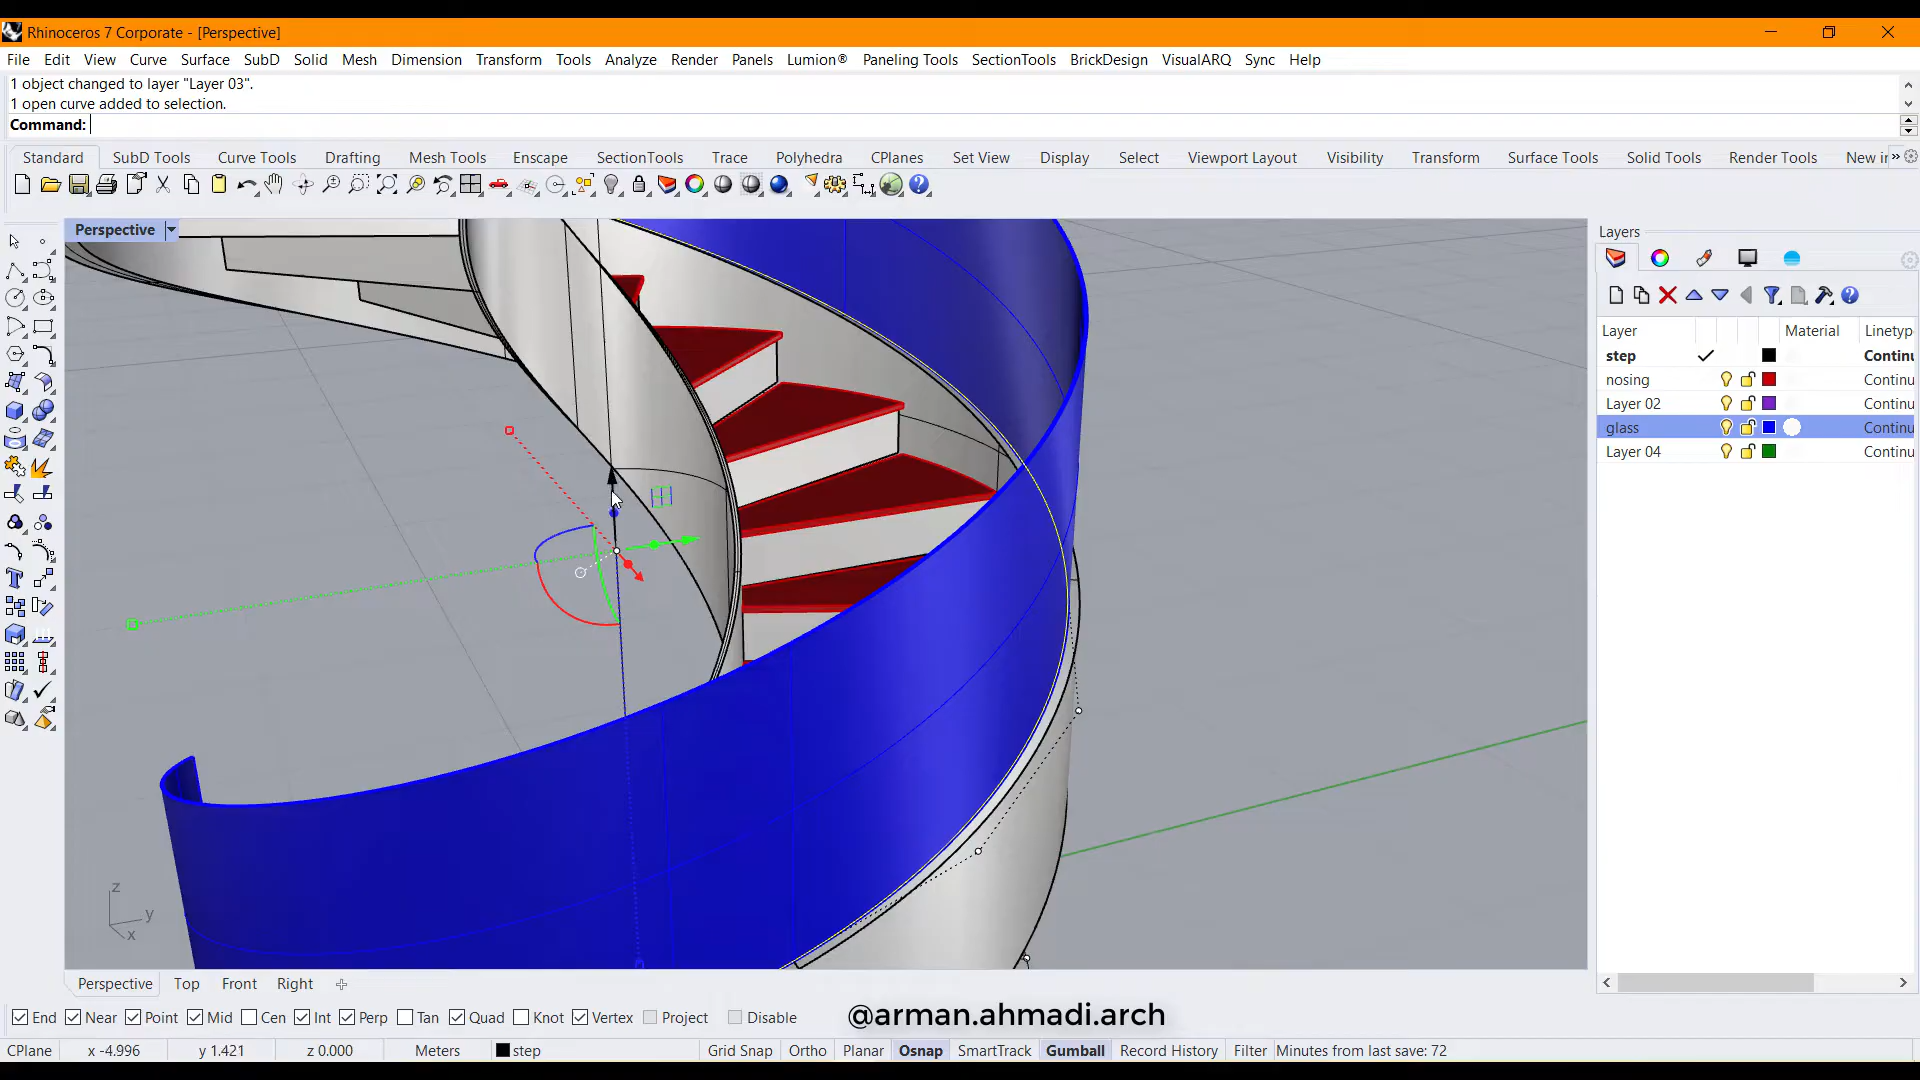 Rhinoceros 7 Corporate - [Perspective]
File Edit View Curve Surface SubD Solid Mesh Dimension Transform Tools Analyze Render Panels Lumion® Paneling Tools SectionTools BrickDesign VisualARQ Sync Help
1 object changed to layer "Layer 03".
1 open curve added to selection.
Command:
Standard SubD Tools Curve Tools Drafting Mesh Tools Enscape SectionTools Trace Polyhedra CPlanes Set View Display Select Viewport Layout Visibility Transform Surface Tools Solid Tools Render Tools New in
Perspective
Layers
Layer Material Linetyp
step Continu
nosing Continu
Layer 02 Continu
glass Continu
Layer 04 Continu
z
y
x
Perspective Top Front Right
End Near Point Mid Cen Int Perp Tan Quad Knot Vertex Project Disable
@arman.ahmadi.arch
CPlane x -4.996 y 1.421 z 0.000 Meters step Grid Snap Ortho Planar Osnap SmartTrack Gumball Record History Filter Minutes from last save: 72